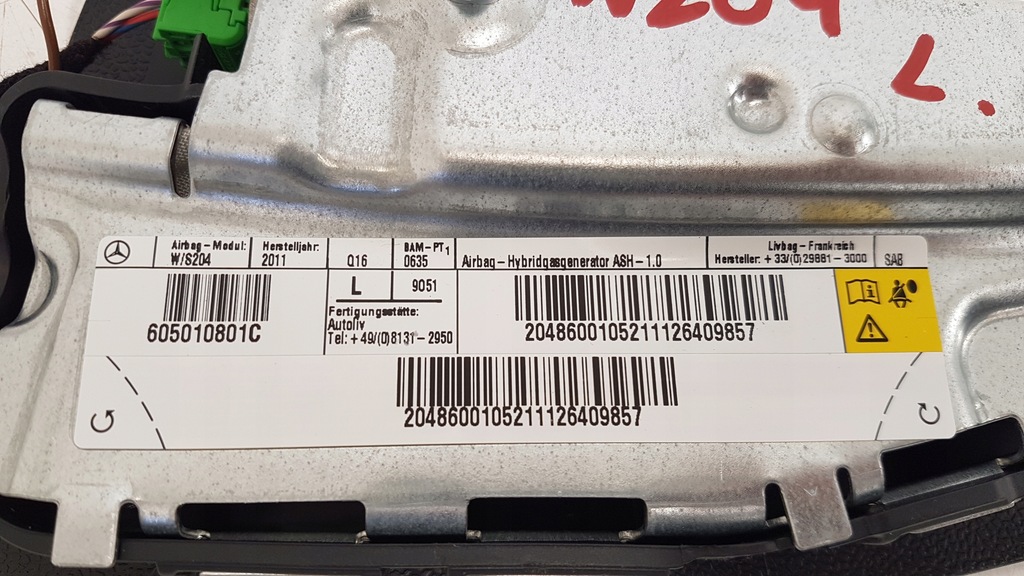 W204
L.
Airbag-Modul: W/S204
Herstelljahr: 2011
Q16
BAM-PT1 0635
Airbag-Hybridgasgenerator ASH-1.0
Livbag-Frankreich
Hersteller: +33/(0)29881-3000
SAB
L
9051
605010801C
Fertigungsstätte:
Autoliv
Tel: +49/(0)8131-2950
2048600105211126409857
2048600105211126409857